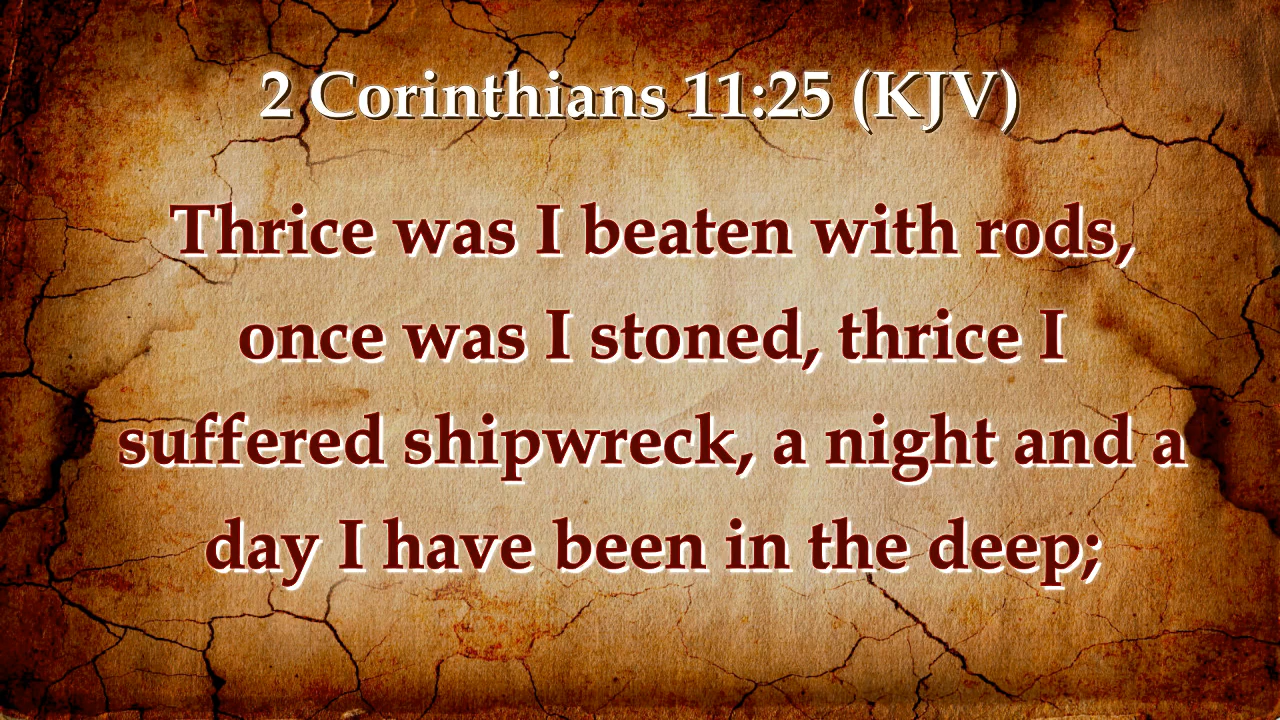 2 Corinthians 11:25 (KJV)
Thrice was I beaten with rods,
once was I stoned, thrice I
suffered shipwreck, a night and a
day I have been in the deep;